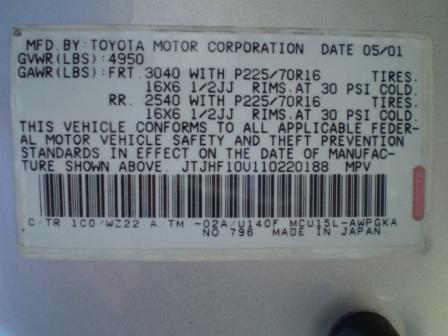 MFD.BY:TOYOTA MOTOR CORPORATION DATE 05/01
GVWR(LBS):4950
GAWR(LBS):FRT. 3040 WITH P225/70R16 TIRES.
16X6 1/2JJ RIMS.AT 30 PSI COLD.
RR. 2540 WITH P225/70R16 TIRES.
16X6 1/2JJ RIMS.AT 30 PSI COLD.
THIS VEHICLE CONFORMS TO ALL APPLICABLE FEDER-
AL MOTOR VEHICLE SAFETY AND THEFT PREVENTION
STANDARDS IN EFFECT ON THE DATE OF MANUFAC-
TURE SHOWN ABOVE. JTJHF10U110220188 MPV
C/TR 1C0/WZ22 A/TM -02A/U140F MCU15L-AWPGKA
NO 796 MADE IN JAPAN.